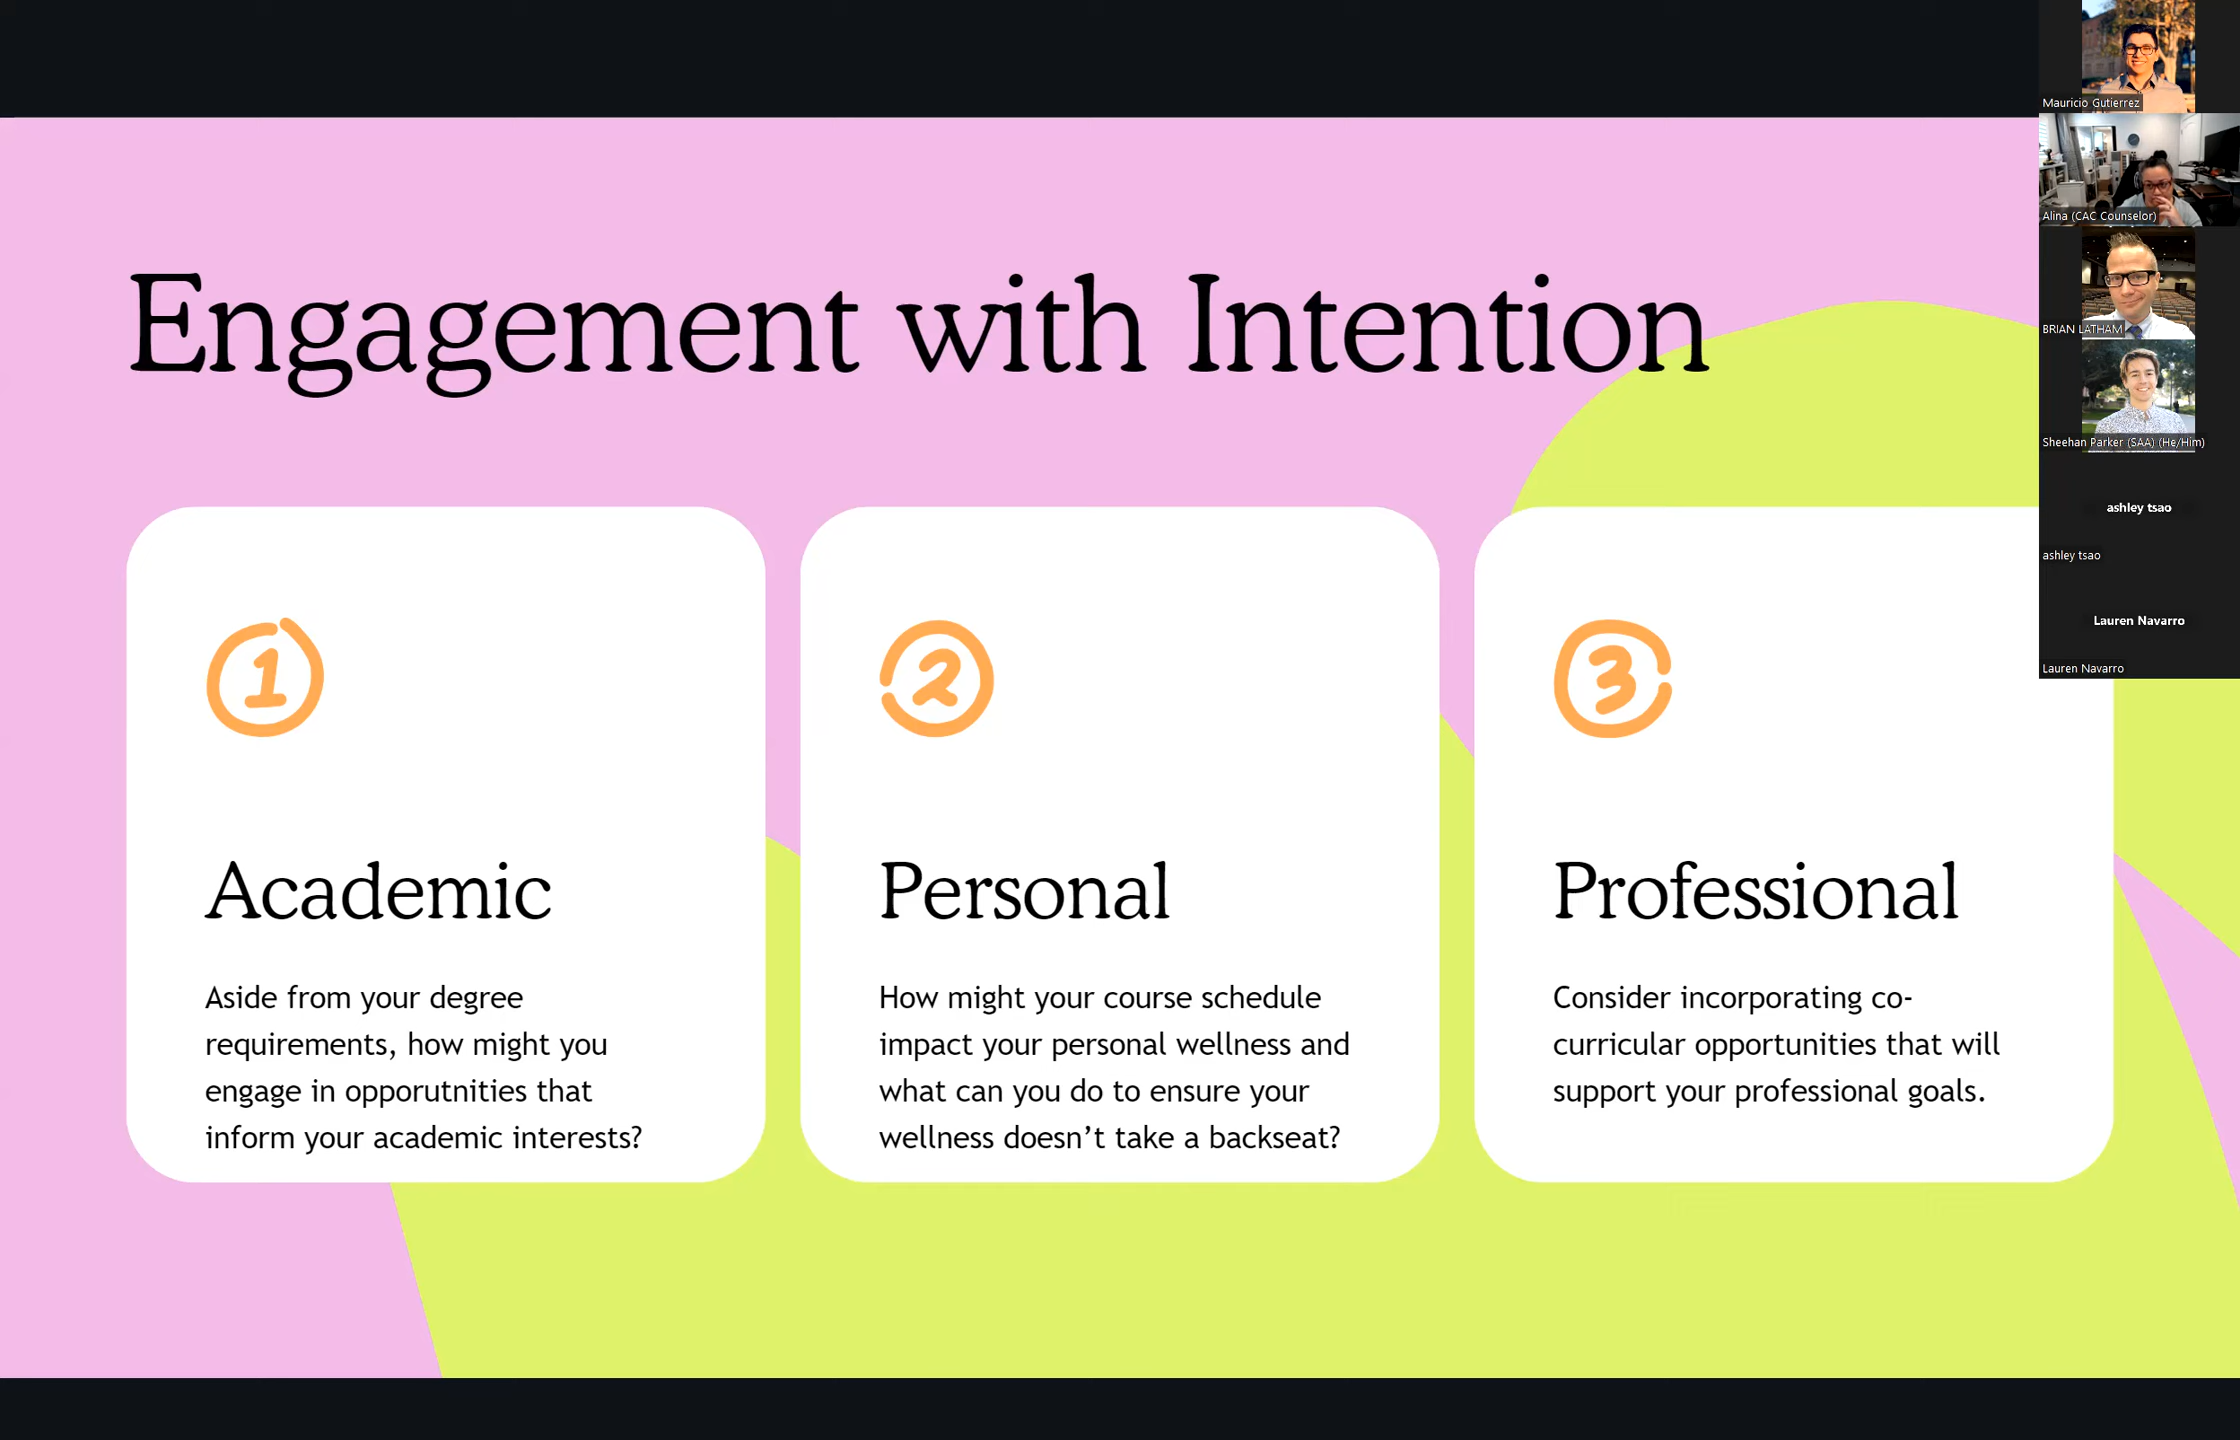 Engagement with Intention
1
Academic
Aside from your degree
requirements, how might you
engage in opporutnities that
inform your academic interests?
2
Personal
How might your course schedule
impact your personal wellness and
what can you do to ensure your
wellness doesn't take a backseat?
3
Professional
Consider incorporating co-
curricular opportunities that will
support your professional goals.
Mauricio Gutierrez
Alina (CAC Counselor)
BRIAN LATHAM
Sheehan Parker (SAA) (He/Him)
ashley tsao
ashley tsao
Lauren Navarro
Lauren Navarro